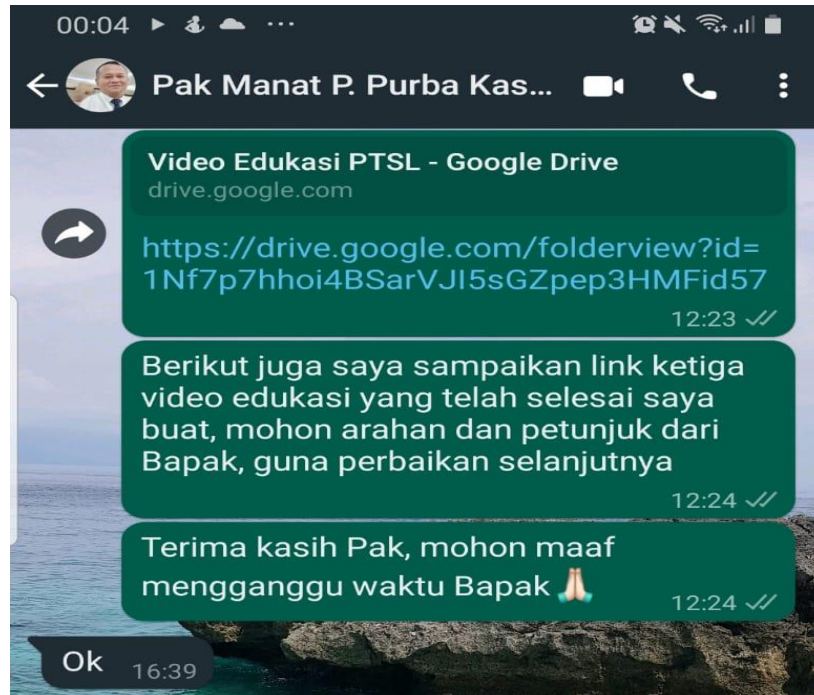 00:04
Pak Manat P. Purba Kas...
Video Edukasi PTSL - Google Drive
drive.google.com
https://drive.google.com/folderview?id=
1Nf7p7hhoi4BSarVJI5sGZpep3HMFid57
12:23
Berikut juga saya sampaikan link ketiga
video edukasi yang telah selesai saya
buat, mohon arahan dan petunjuk dari
Bapak, guna perbaikan selanjutnya
12:24
Terima kasih Pak, mohon maaf
mengganggu waktu Bapak 🙏🏻
12:24
Ok 16:39